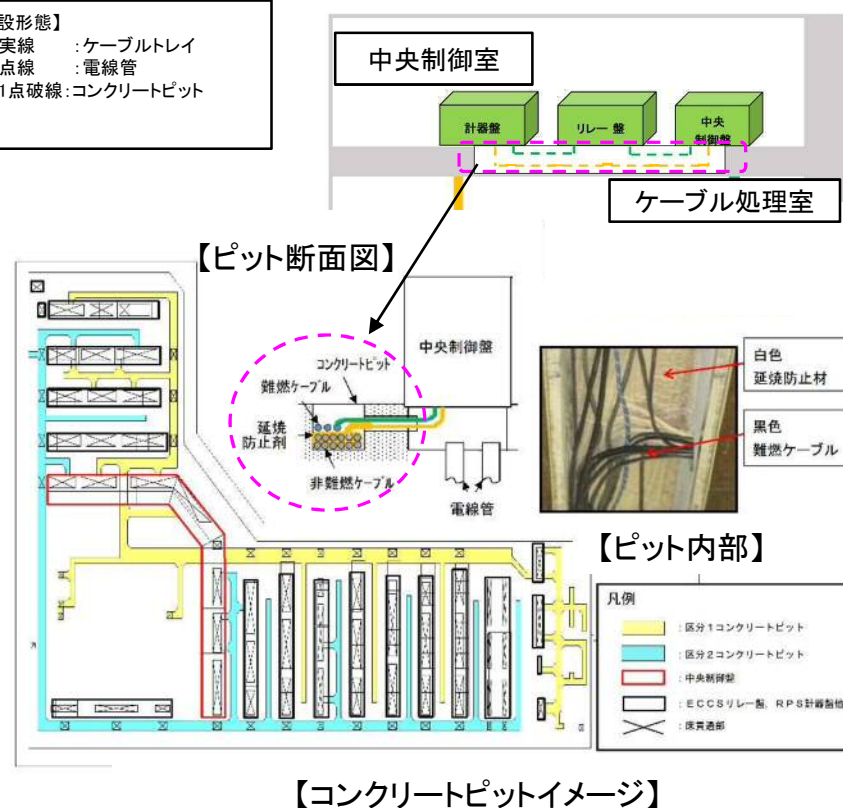 設形態】
実線　：ケーブルトレイ
点線　：電線管
1点破線：コンクリートピット
中央制御室
計器盤
リレー 盤
中央
制御盤
ケーブル処理室
【ピット断面図】
中央制御盤
コンクリートピット
難燃ケーブル
延焼
防止剤
非難燃ケーブル
電線管
白色
延焼防止材
黒色
難燃ケーブル
【ピット内部】
凡例
：区分１コンクリートピット
：区分２コンクリートピット
：中央制御盤
：ＥＣＣＳリレー盤，ＲＰＳ計器盤他
：床貫通部
【コンクリートピットイメージ】